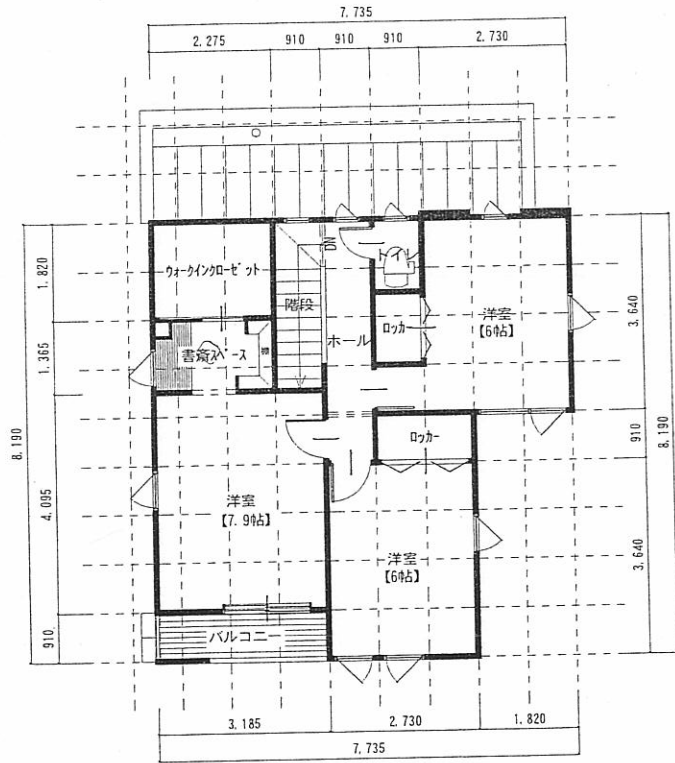 7.735
2.275
910
910
910
2.730
1.820
1.365
8.190
4.095
910.
3.640
910
8.190
3.640
ウォークインクローゼット
DN
トイレ
階段
ロッカー
洋室
【6帖】
書斎スペース
ホール
ロッカー
洋室
【7.9帖】
洋室
【6帖】
バルコニー
3.185
2.730
1.820
7.735